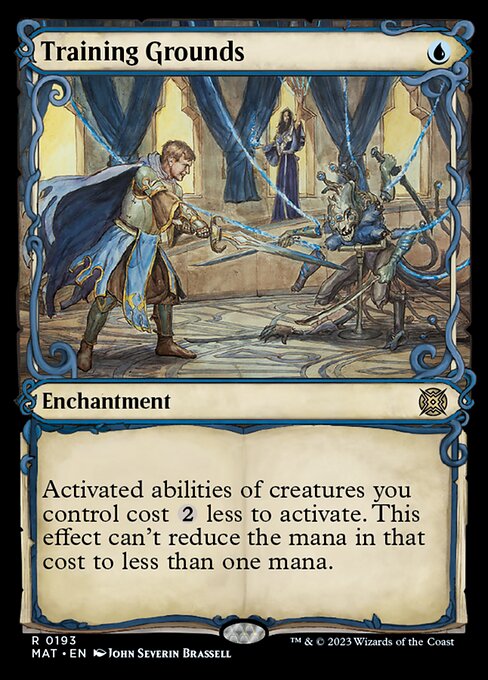 Training Grounds
Enchantment
Activated abilities of creatures you
control cost 2 less to activate. This
effect can't reduce the mana in that
cost to less than one mana.
R 0193
MAT • EN John Severin Brassell
™ & © 2023 Wizards of the Coast